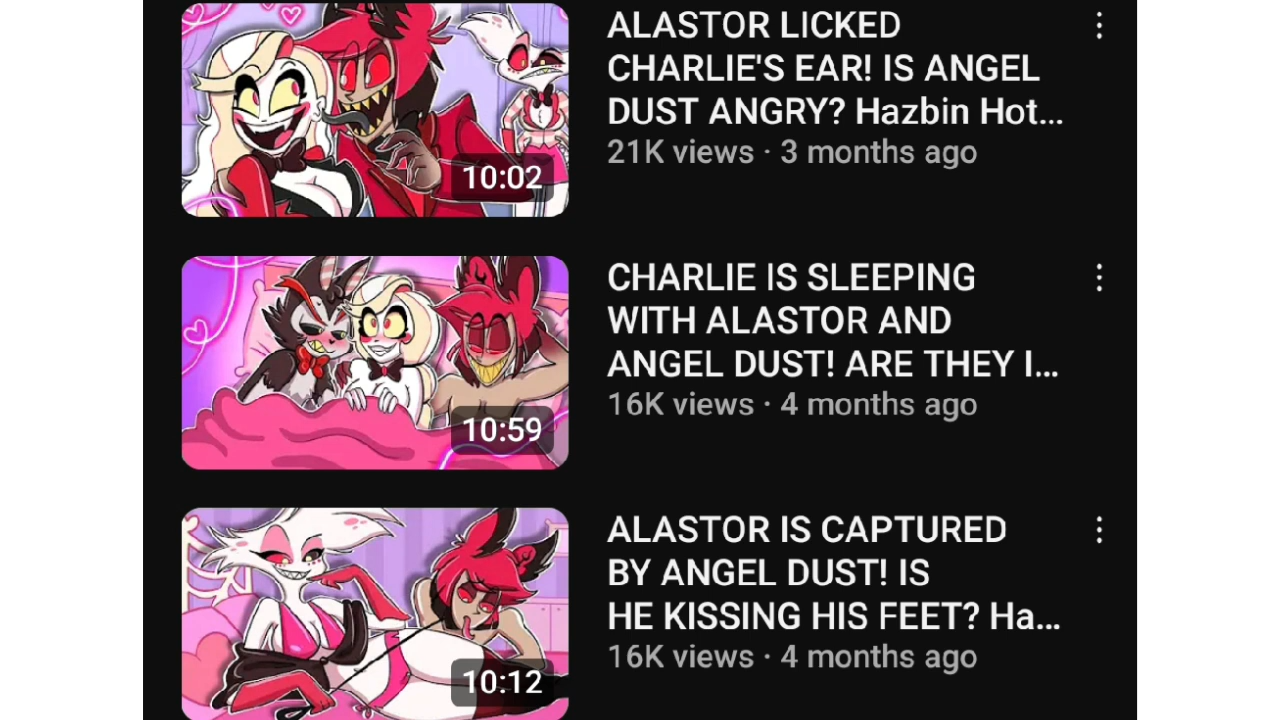 ALASTOR LICKED
CHARLIE'S EAR! IS ANGEL
DUST ANGRY? Hazbin Hot...
21K views · 3 months ago
10:02
CHARLIE IS SLEEPING
WITH ALASTOR AND
ANGEL DUST! ARE THEY I...
16K views · 4 months ago
10:59
ALASTOR IS CAPTURED
BY ANGEL DUST! IS
HE KISSING HIS FEET? Ha...
16K views · 4 months ago
10:12